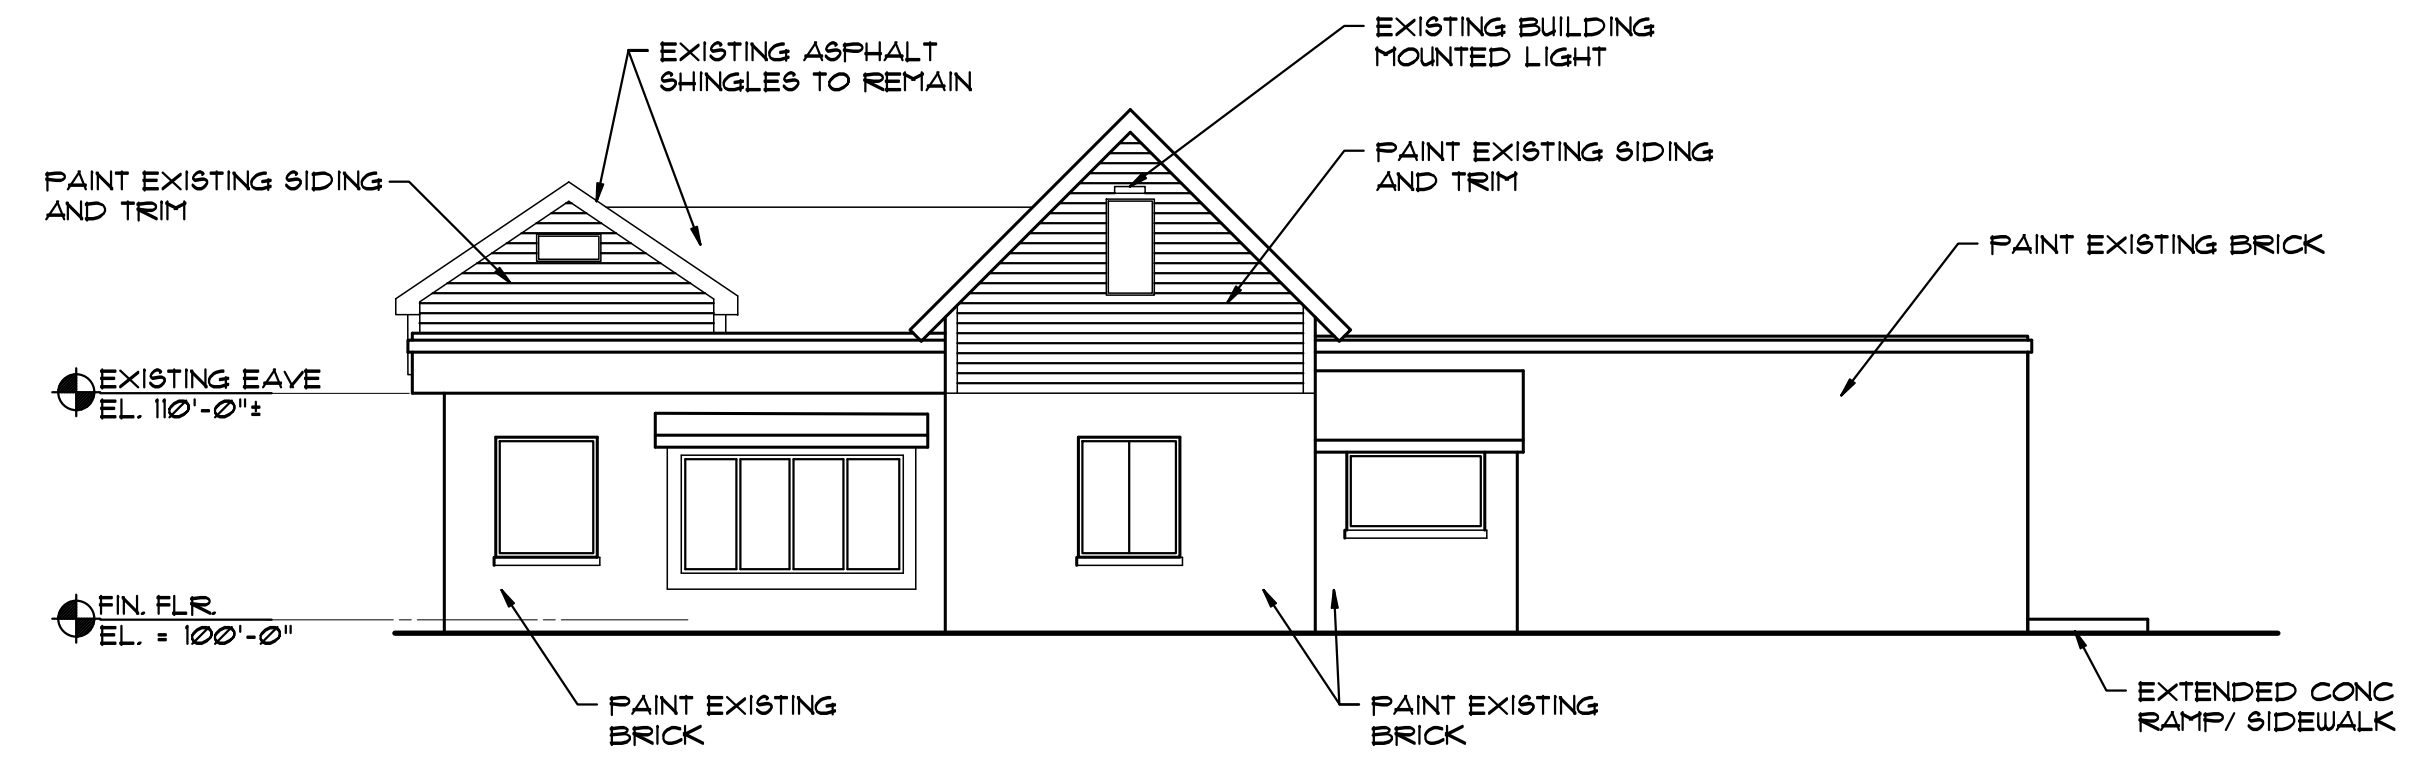 EXISTING BUILDING
MOUNTED LIGHT
EXISTING ASPHALT
SHINGLES TO REMAIN
PAINT EXISTING SIDING
AND TRIM
PAINT EXISTING SIDING
AND TRIM
PAINT EXISTING BRICK
EXISTING EAVE
EL. 110'-0"±
FIN. FLR.
EL. = 100'-0"
PAINT EXISTING
BRICK
PAINT EXISTING
BRICK
EXTENDED CONC
RAMP/ SIDEWALK